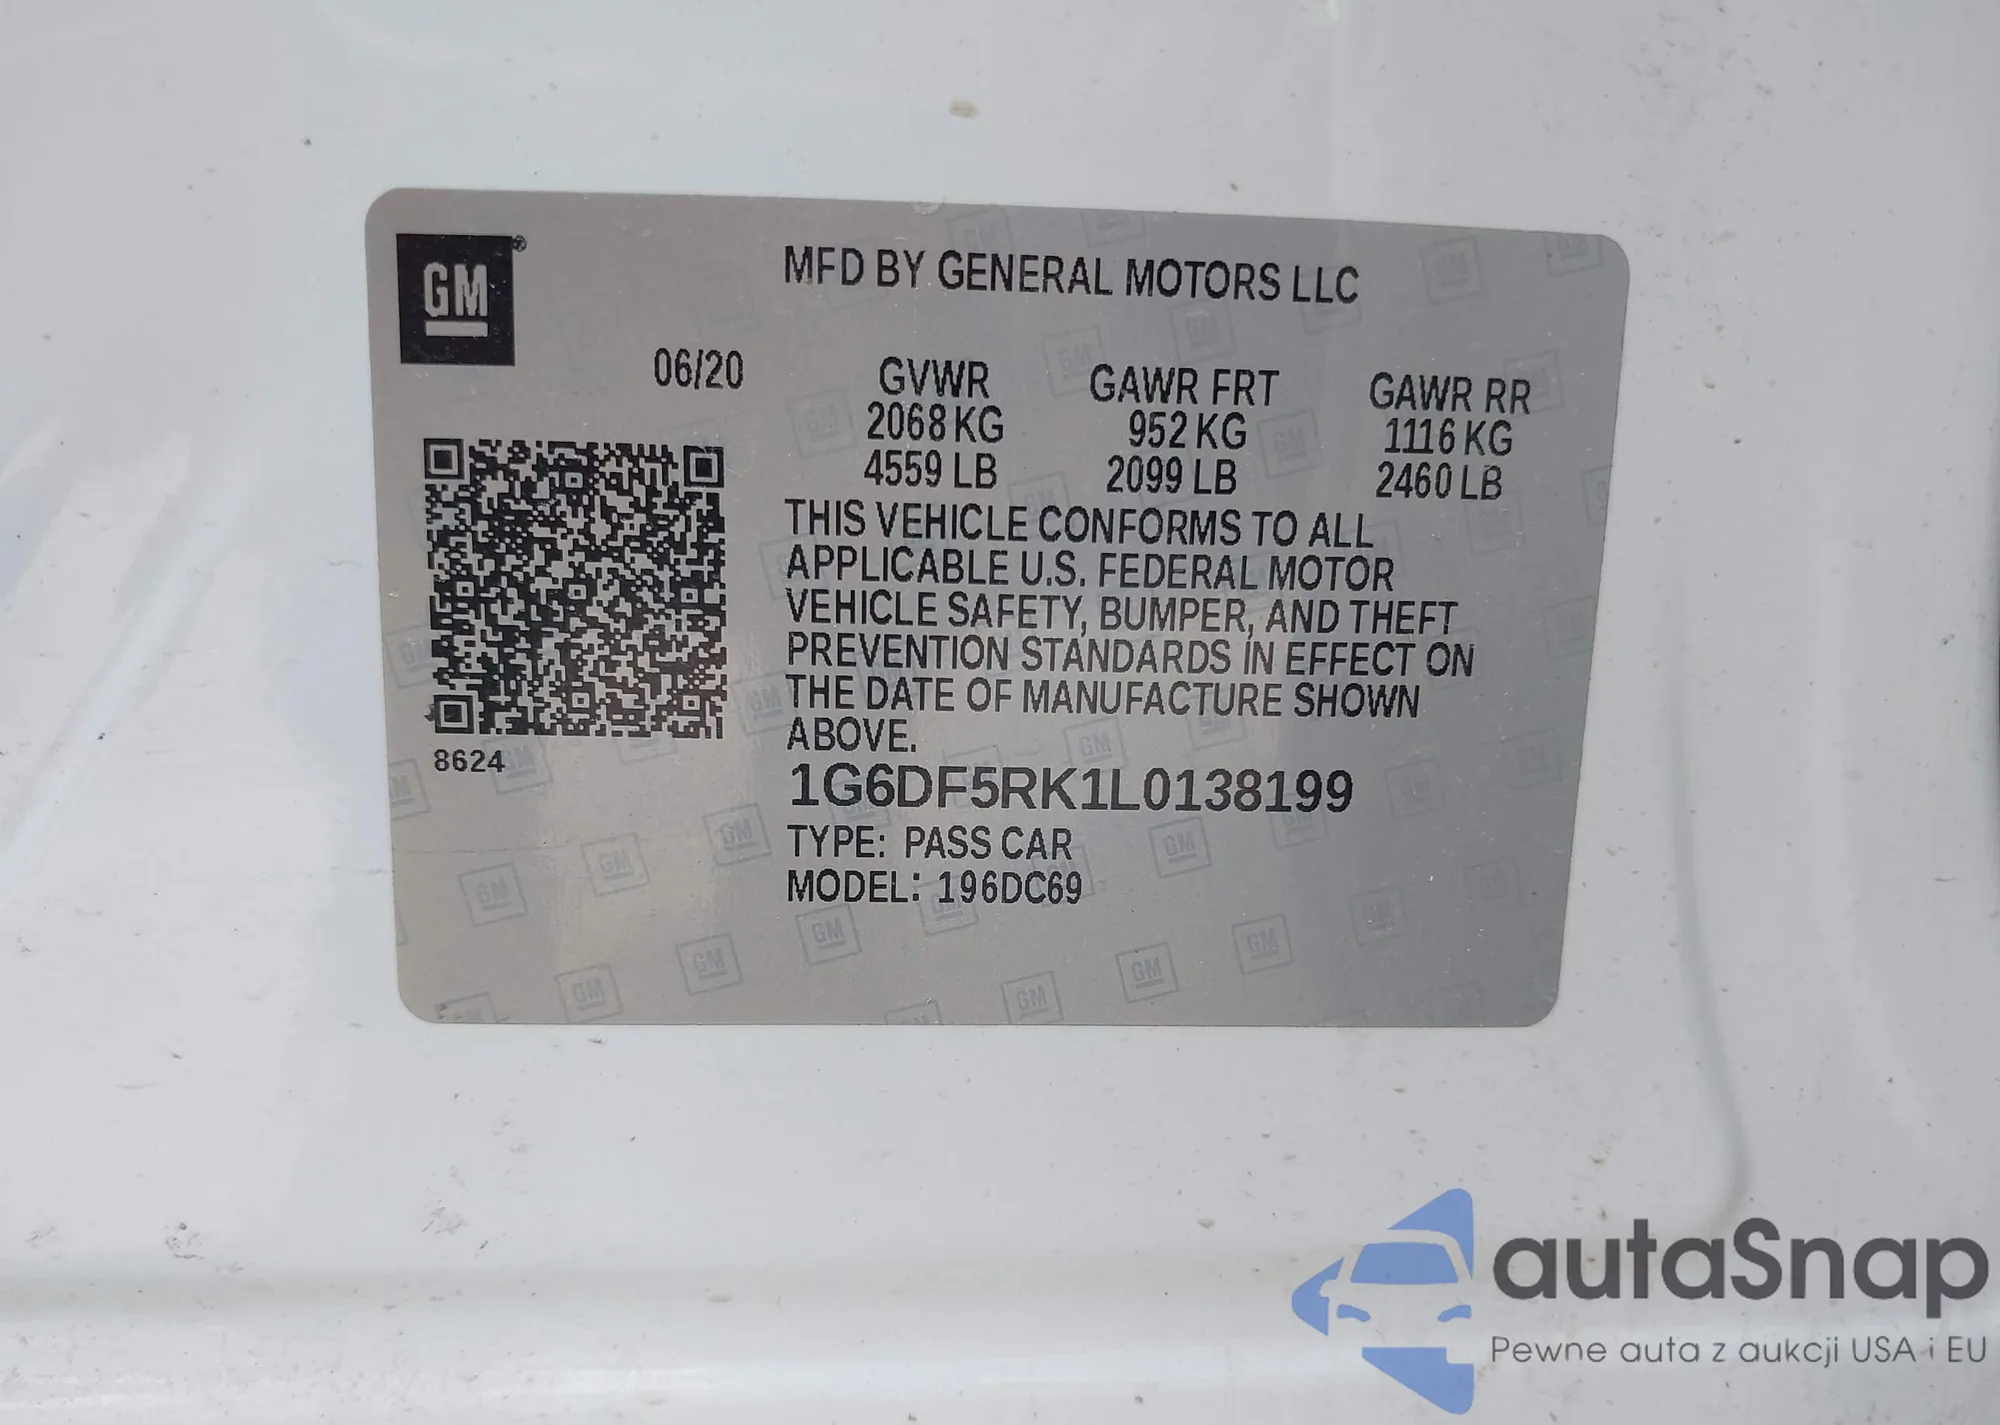 GM
MFD BY GENERAL MOTORS LLC
06/20
GVWR GAWR FRT GAWR RR
2068 KG 952 KG 1116 KG
4559 LB 2099 LB 2460 LB
THIS VEHICLE CONFORMS TO ALL
APPLICABLE U.S. FEDERAL MOTOR
VEHICLE SAFETY, BUMPER, AND THEFT
PREVENTION STANDARDS IN EFFECT ON
THE DATE OF MANUFACTURE SHOWN
ABOVE.
8624
1G6DF5RK1L0138199
TYPE: PASS CAR
MODEL: 196DC69
autaSnap
Pewne auta z aukcji USA i EU